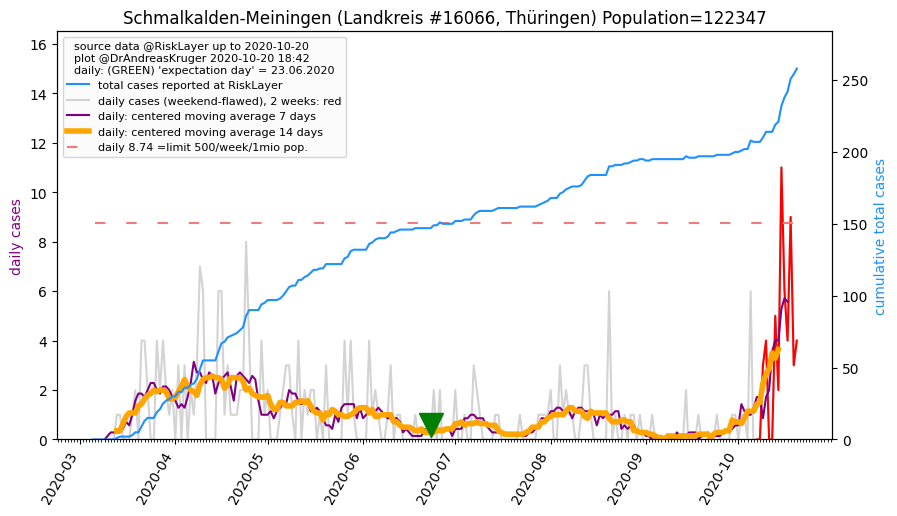 Schmalkalden-Meiningen (Landkreis #16066, Thüringen) Population=122347
source data @RiskLayer up to 2020-10-20
plot @DrAndreasKruger 2020-10-20 18:42
daily: (GREEN) 'expectation day' = 23.06.2020
total cases reported at RiskLayer
daily cases (weekend-flawed), 2 weeks: red
daily: centered moving average 7 days
daily: centered moving average 14 days
daily 8.74 =limit 500/week/1mio pop.
daily cases
16
14
12
10
8
6
4
2
0
cumulative total cases
250
200
150
100
50
0
2020-03
2020-04
2020-05
2020-06
2020-07
2020-08
2020-09
2020-10